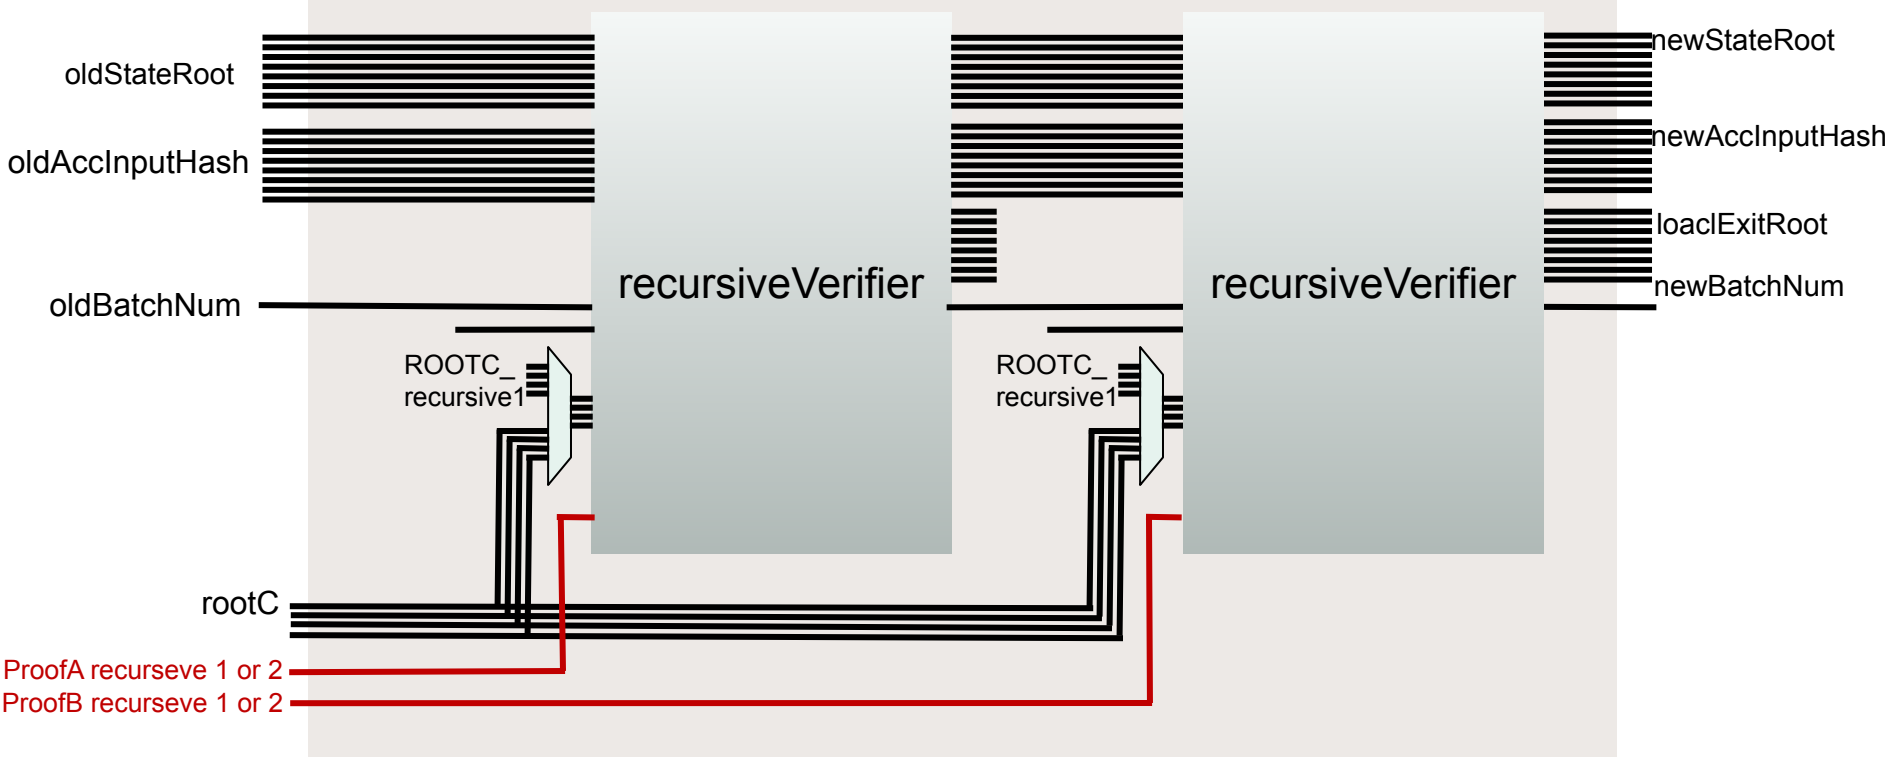 oldStateRoot
oldAccInputHash
oldBatchNum
rootC
ProofA recurseve 1 or 2
ProofB recurseve 1 or 2
ROOTC_
recursive1
recursiveVerifier
ROOTC_
recursive1
recursiveVerifier
newStateRoot
newAccInputHash
loaclExitRoot
newBatchNum